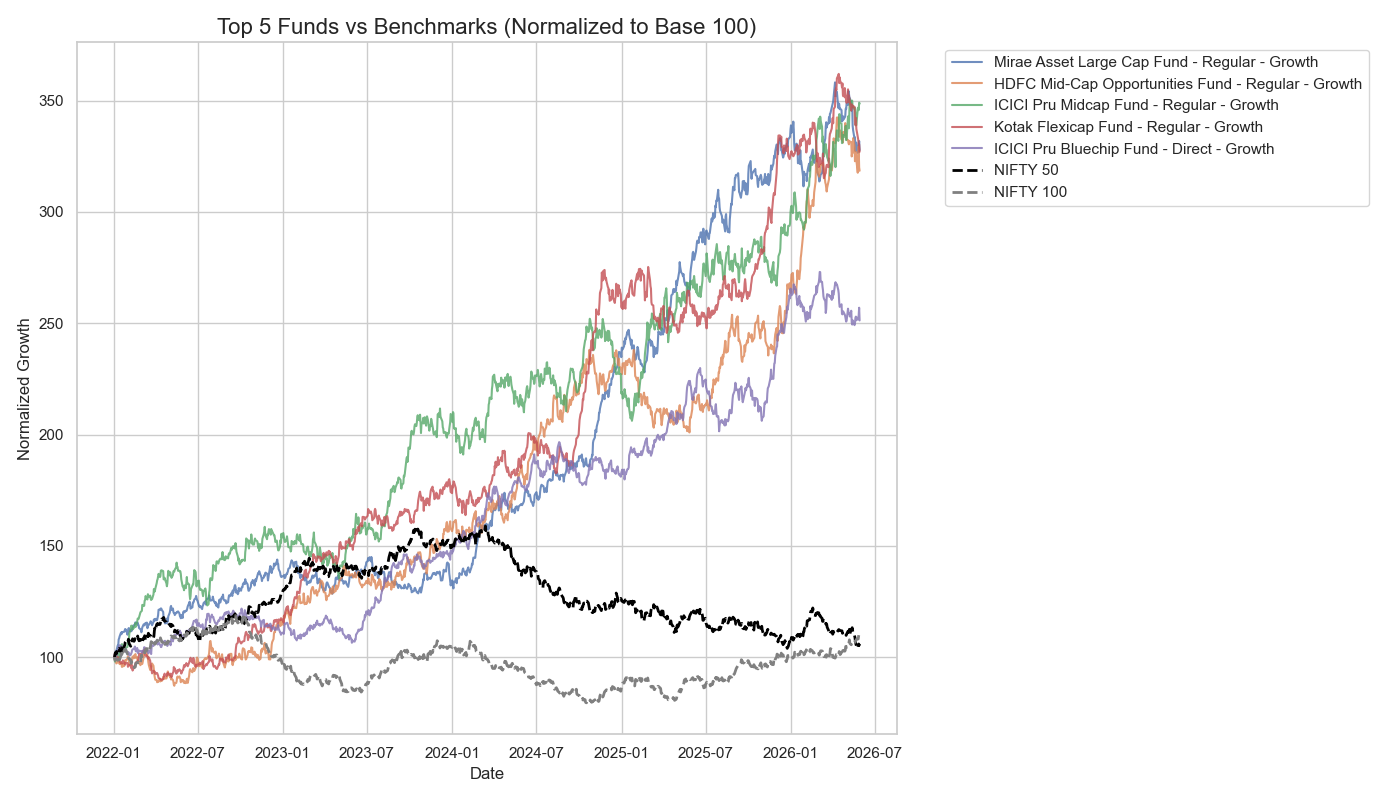 Top 5 Funds vs Benchmarks (Normalized to Base 100)
Mirae Asset Large Cap Fund - Regular - Growth
HDFC Mid-Cap Opportunities Fund - Regular - Growth
ICICI Pru Midcap Fund - Regular - Growth
Kotak Flexicap Fund - Regular - Growth
ICICI Pru Bluechip Fund - Direct - Growth
NIFTY 50
NIFTY 100
Normalized Growth
350
300
250
200
150
100
2022-01 2022-07 2023-01 2023-07 2024-01 2024-07 2025-01 2025-07 2026-01 2026-07
Date